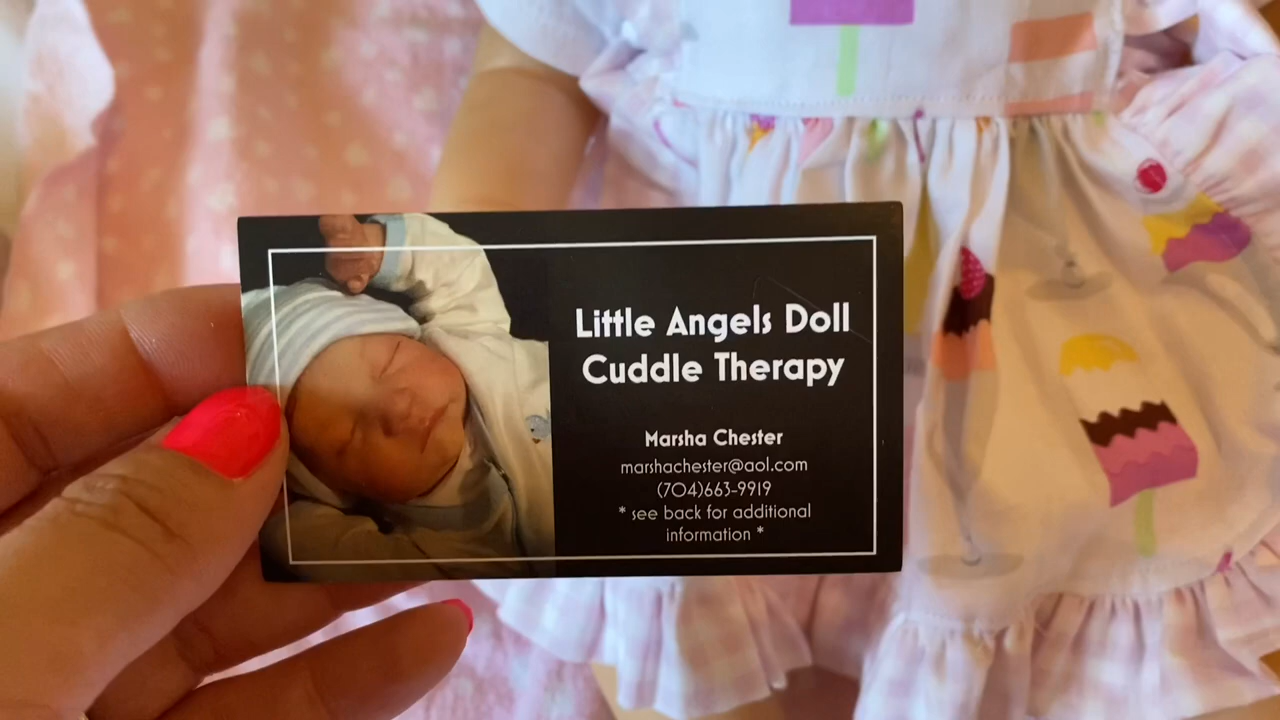 Little Angels Doll
Cuddle Therapy
Marsha Chester
marshachester@aol.com
(704)663-9919
* see back for additional
information *